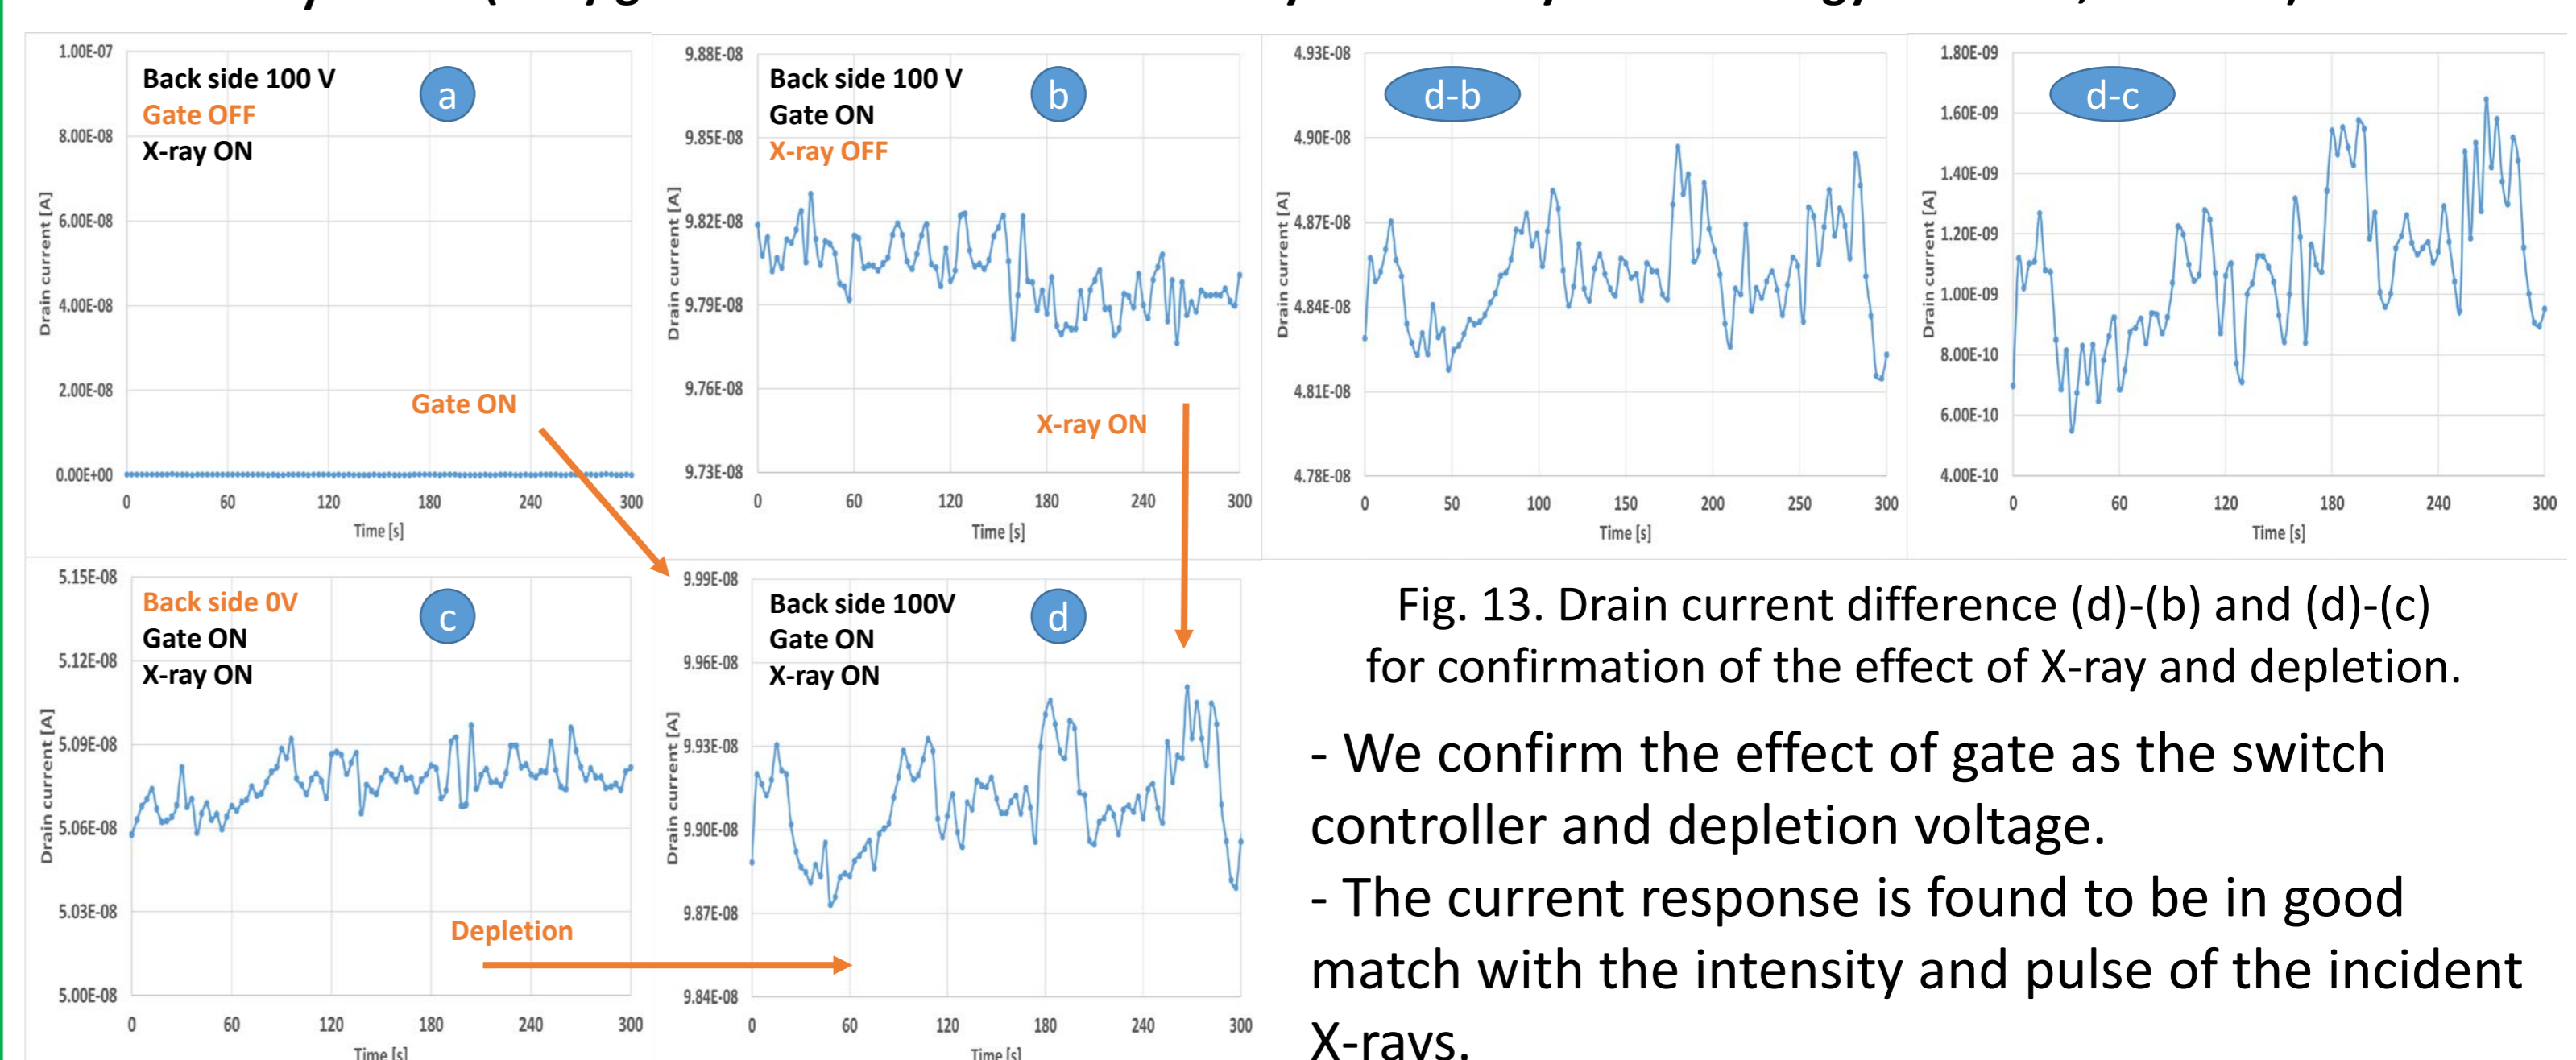 1.00E-07
8.00E-08
6.00E-08
4.00E-08
2.00E-08
0.00E+00
Drain current [A]
Back side 100 V
Gate OFF
X-ray ON
a
Gate ON
0 60 120 180 240 300
Time [s]
9.88E-08
9.85E-08
9.82E-08
9.79E-08
9.76E-08
9.73E-08
Drain current [A]
Back side 100 V
Gate ON
X-ray OFF
b
X-ray ON
0 60 120 180 240 300
Time [s]
4.93E-08
4.90E-08
4.87E-08
4.84E-08
4.81E-08
4.78E-08
Drain current [A]
d-b
0 50 100 150 200 250 300
Time [s]
1.80E-09
1.60E-09
1.40E-09
1.20E-09
1.00E-09
8.00E-10
6.00E-10
4.00E-10
Drain current [A]
d-c
0 60 120 180 240 300
Time [s]
5.15E-08
5.12E-08
5.09E-08
5.06E-08
5.03E-08
5.00E-08
Drain current [A]
Back side 0V
Gate ON
X-ray ON
c
Depletion
0 60 120 180 240 300
Time [s]
9.99E-08
9.96E-08
9.93E-08
9.90E-08
9.87E-08
9.84E-08
Drain current [A]
Back side 100V
Gate ON
X-ray ON
d
0 60 120 180 240 300
Time [s]
Fig. 13. Drain current difference (d)-(b) and (d)-(c)
for confirmation of the effect of X-ray and depletion.
- We confirm the effect of gate as the switch
controller and depletion voltage.
- The current response is found to be in good
match with the intensity and pulse of the incident
X-rays.